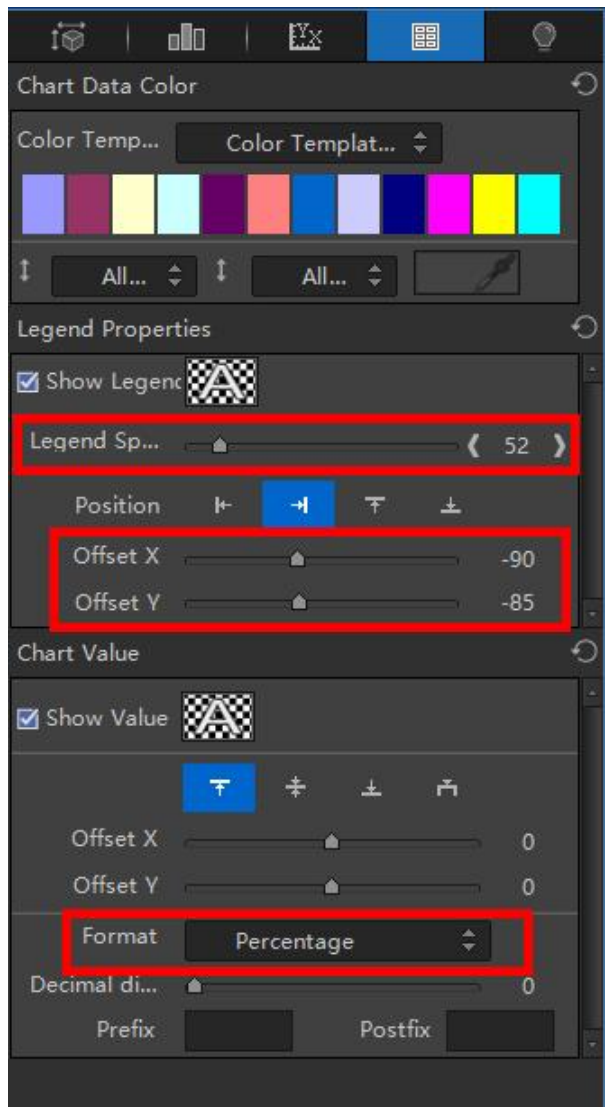 Chart Data Color
Color Temp... Color Templat...
All... All...
Legend Properties
Show Legend
Legend Sp... 52
Position
Offset X -90
Offset Y -85
Chart Value
Show Value
Offset X 0
Offset Y 0
Format Percentage
Decimal di... 0
Prefix Postfix